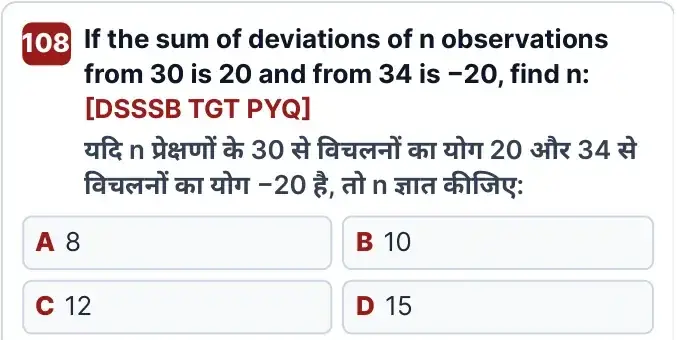 108 If the sum of deviations of n observations
from 30 is 20 and from 34 is −20, find n:
[DSSSB TGT PYQ]
यदि n प्रेक्षणों के 30 से विचलनों का योग 20 और 34 से
विचलनों का योग −20 है, तो n ज्ञात कीजिए:
A 8
B 10
C 12
D 15